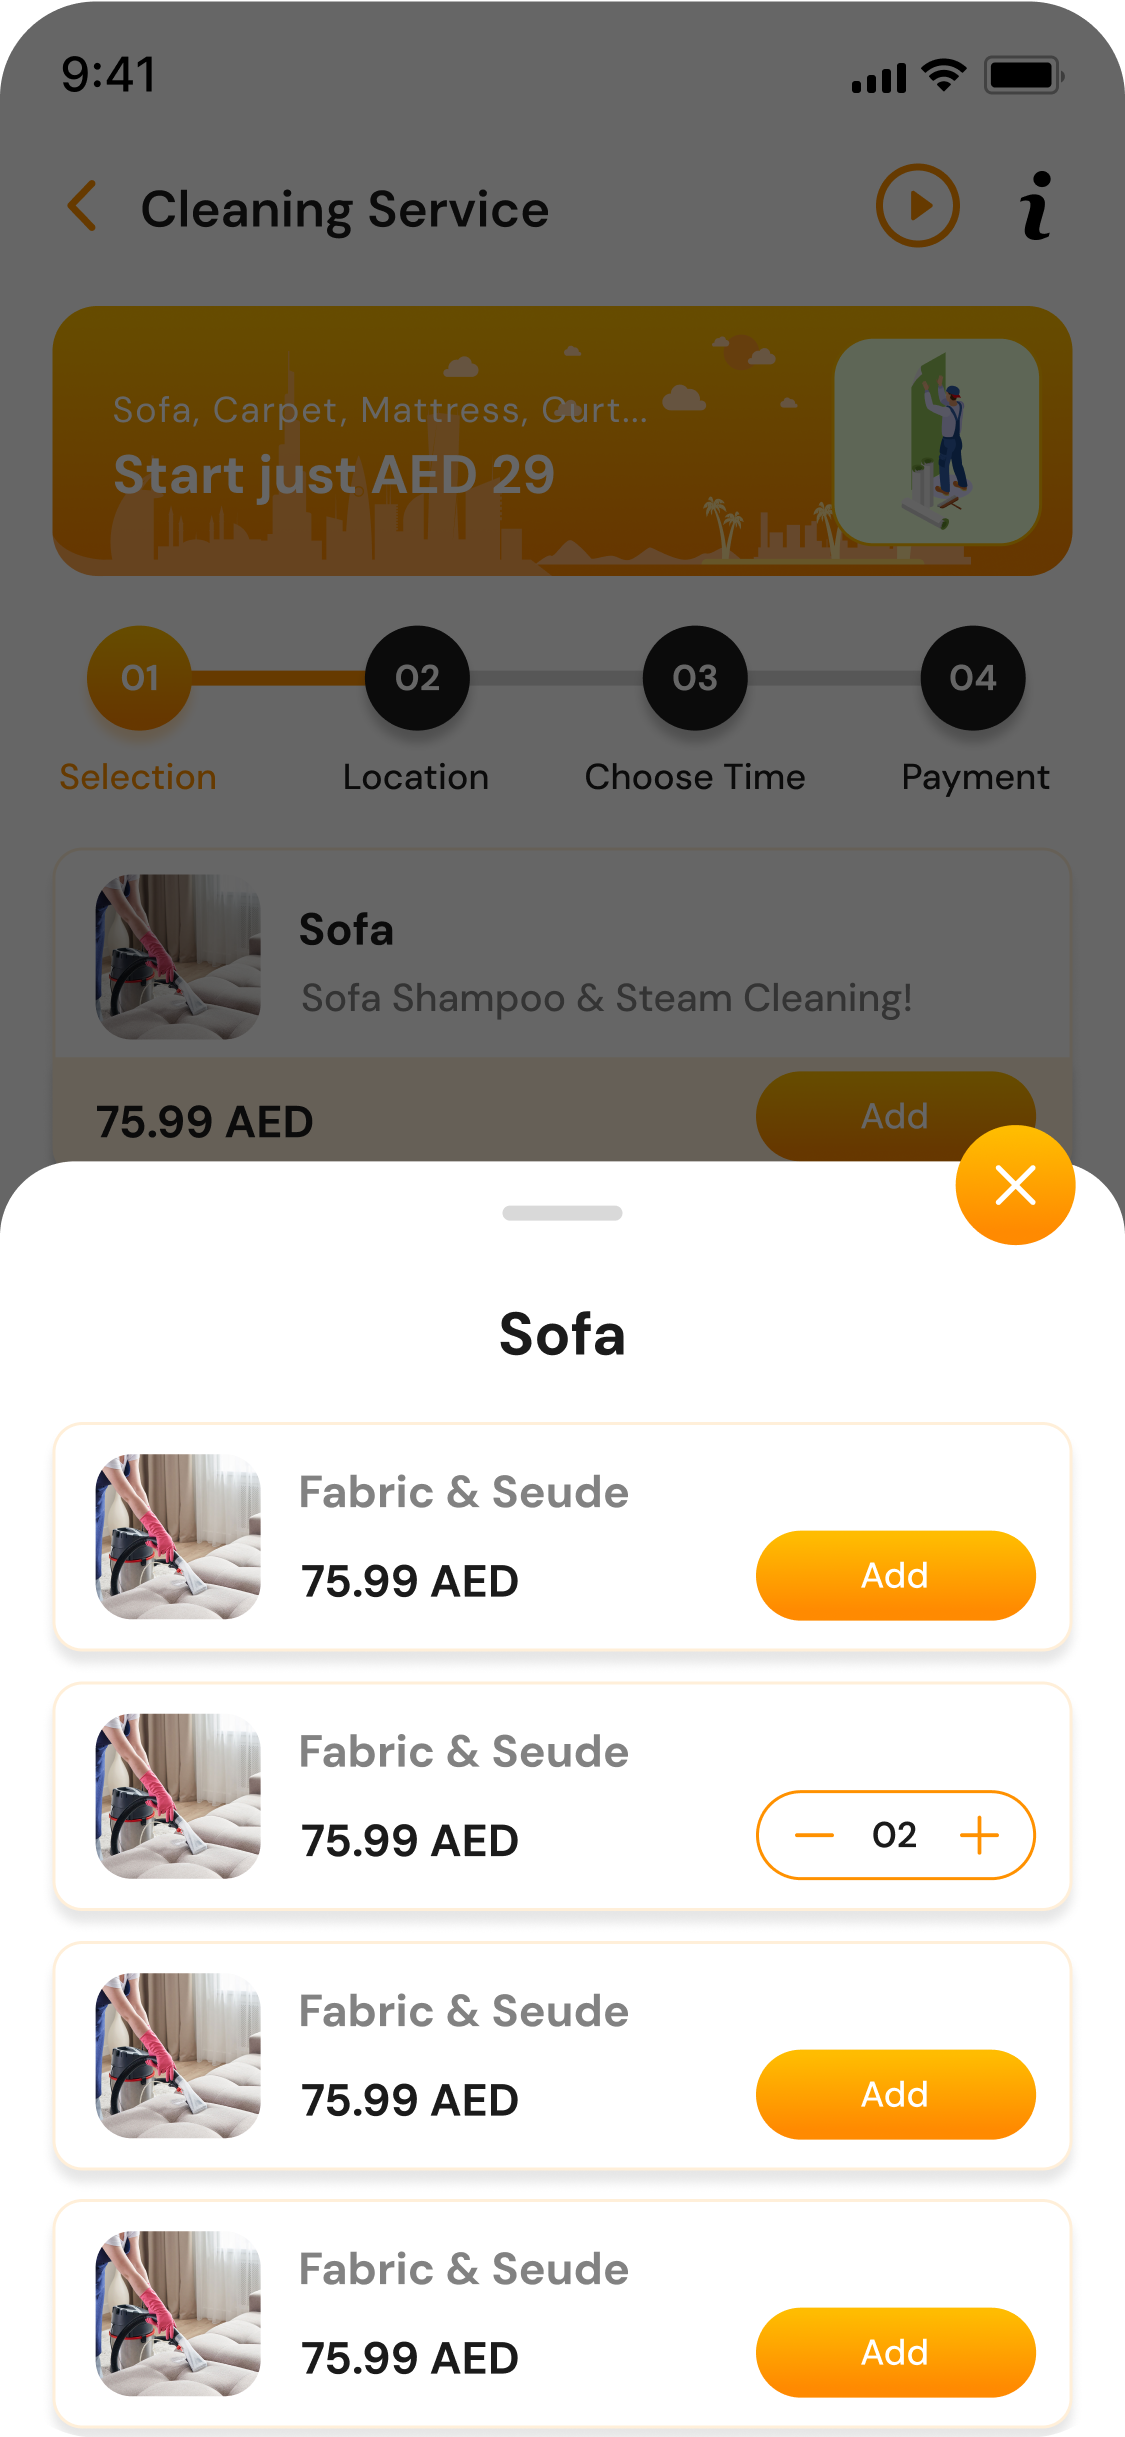 9:41
Cleaning Service
Sofa, Carpet, Mattress, Curt...
Start just AED 29
01
02
03
04
Selection
Location
Choose Time
Payment
Sofa
Sofa Shampoo & Steam Cleaning!
75.99 AED
Add
Sofa
Fabric & Seude
75.99 AED
Add
Fabric & Seude
75.99 AED
02
Fabric & Seude
75.99 AED
Add
Fabric & Seude
75.99 AED
Add